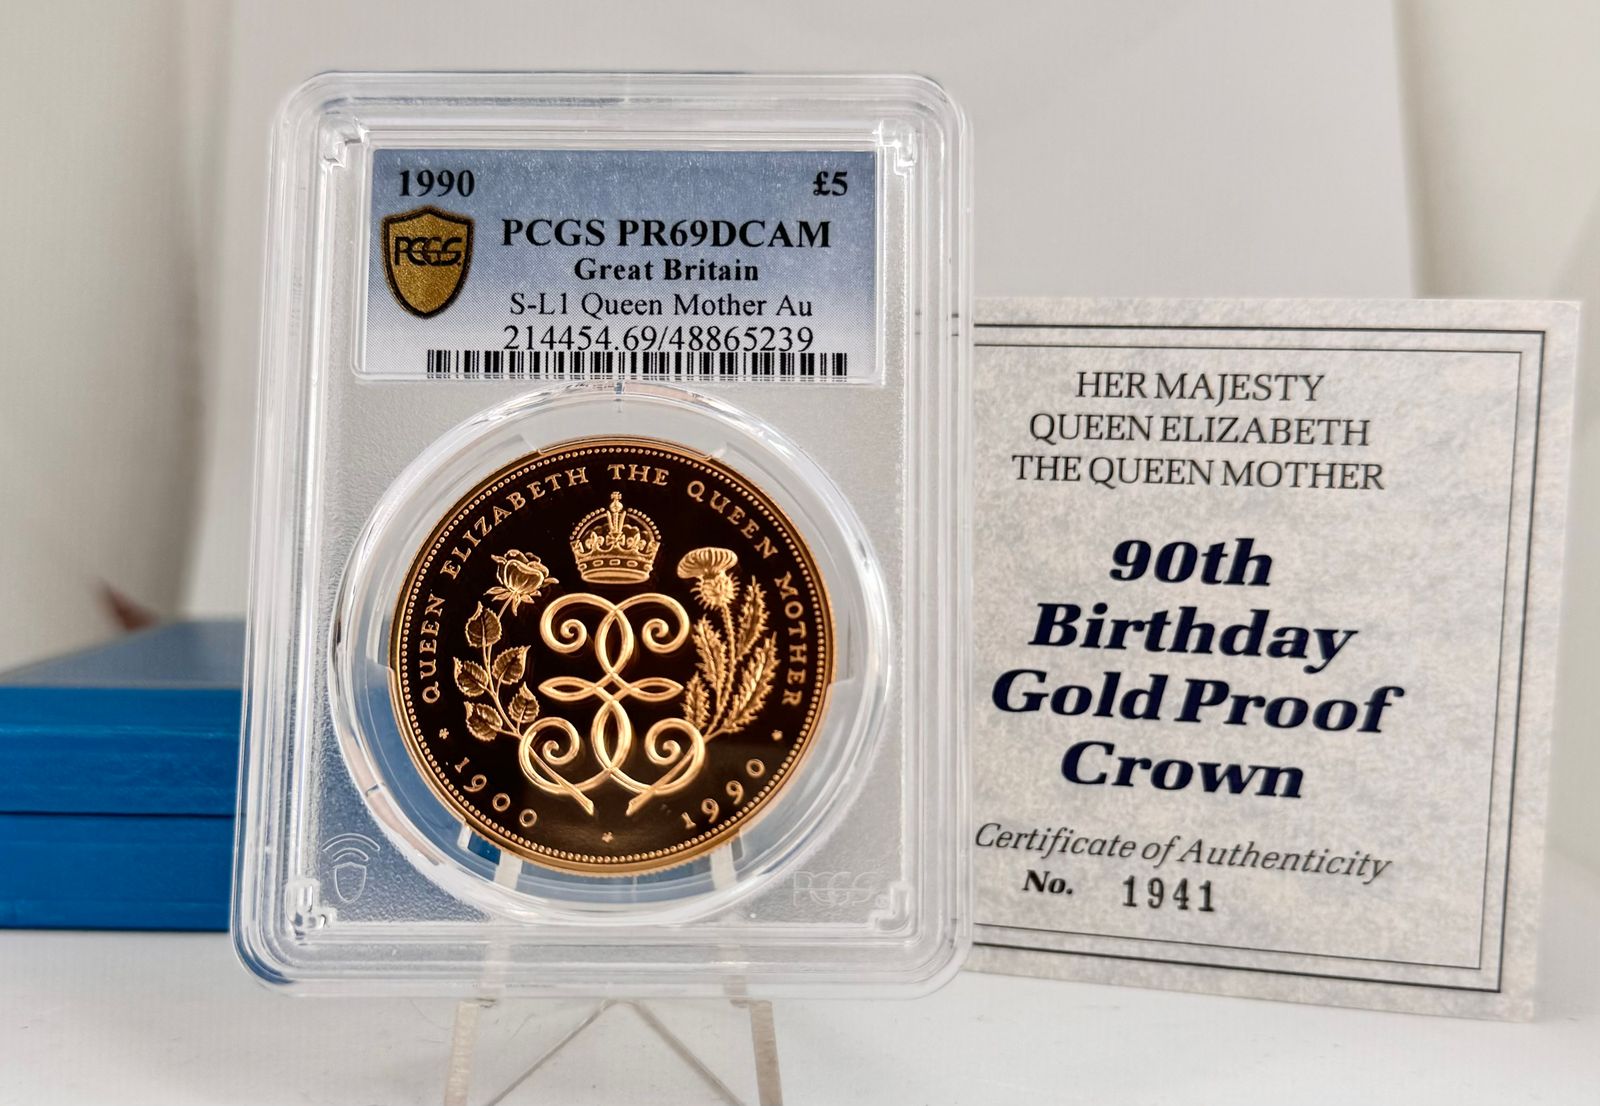 1990 £5
PCGS
PCGS PR69DCAM
Great Britain
S-L1 Queen Mother Au
214454.69/48865239
QUEEN ELIZABETH THE QUEEN MOTHER
1900 1990
PCGS
HER MAJESTY
QUEEN ELIZABETH
THE QUEEN MOTHER
90th
Birthday
Gold Proof
Crown
Certificate of Authenticity
No. 1941